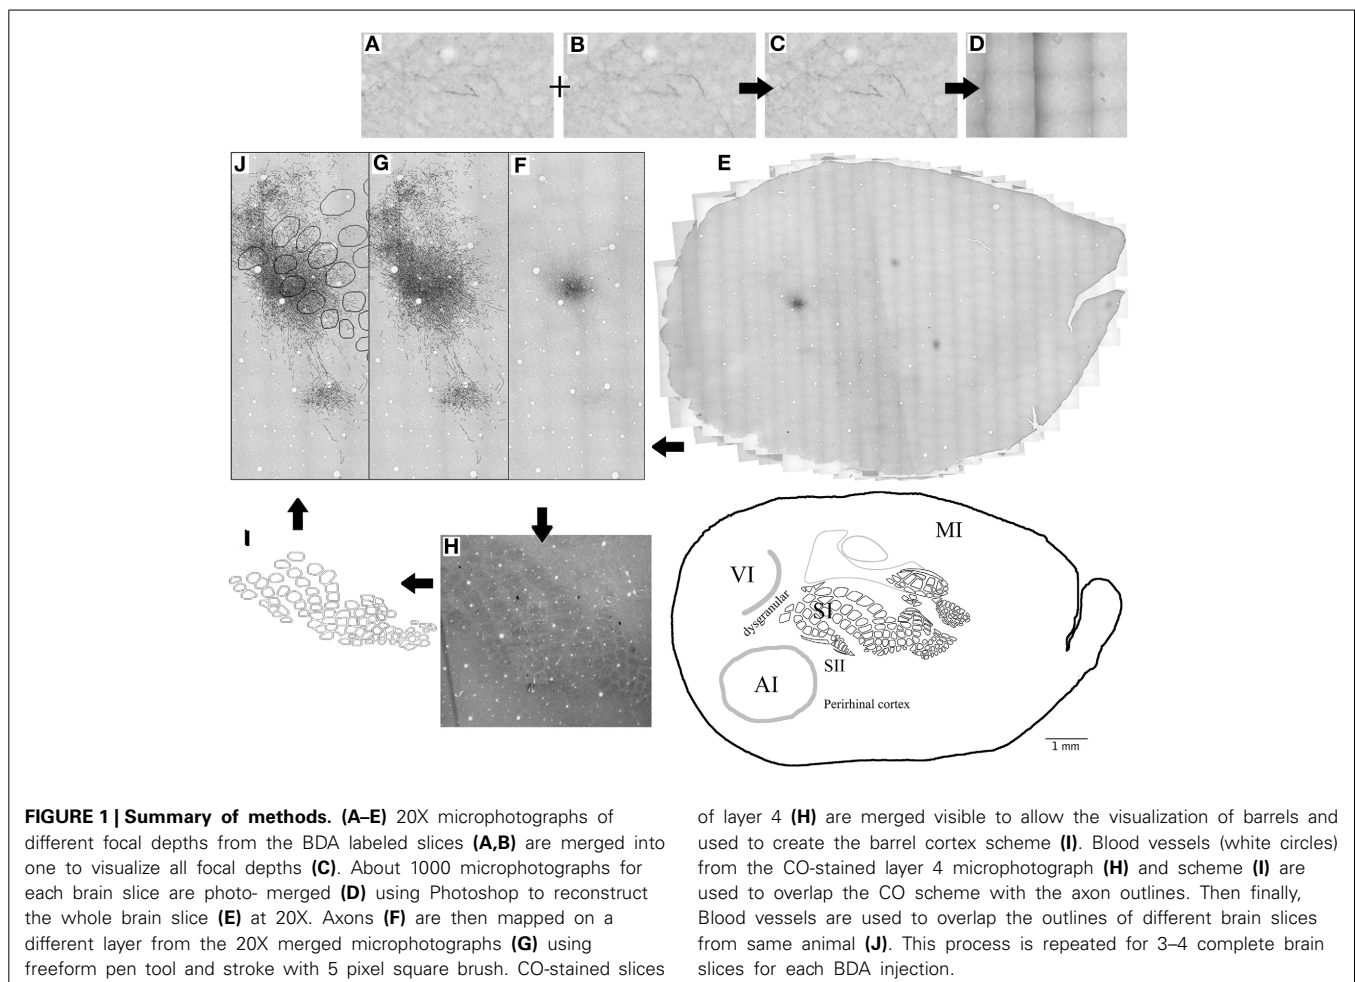 A
B
C
D
+
J
G
F
E
I
H
MI
VI
dysgranular
SI
SII
AI
Perirhinal cortex
1 mm
FIGURE 1 | Summary of methods. (A–E) 20X microphotographs of
different focal depths from the BDA labeled slices (A,B) are merged into
one to visualize all focal depths (C). About 1000 microphotographs for
each brain slice are photo- merged (D) using Photoshop to reconstruct
the whole brain slice (E) at 20X. Axons (F) are then mapped on a
different layer from the 20X merged microphotographs (G) using
freeform pen tool and stroke with 5 pixel square brush. CO-stained slices
of layer 4 (H) are merged visible to allow the visualization of barrels and
used to create the barrel cortex scheme (I). Blood vessels (white circles)
from the CO-stained layer 4 microphotograph (H) and scheme (I) are
used to overlap the CO scheme with the axon outlines. Then finally,
Blood vessels are used to overlap the outlines of different brain slices
from same animal (J). This process is repeated for 3–4 complete brain
slices for each BDA injection.